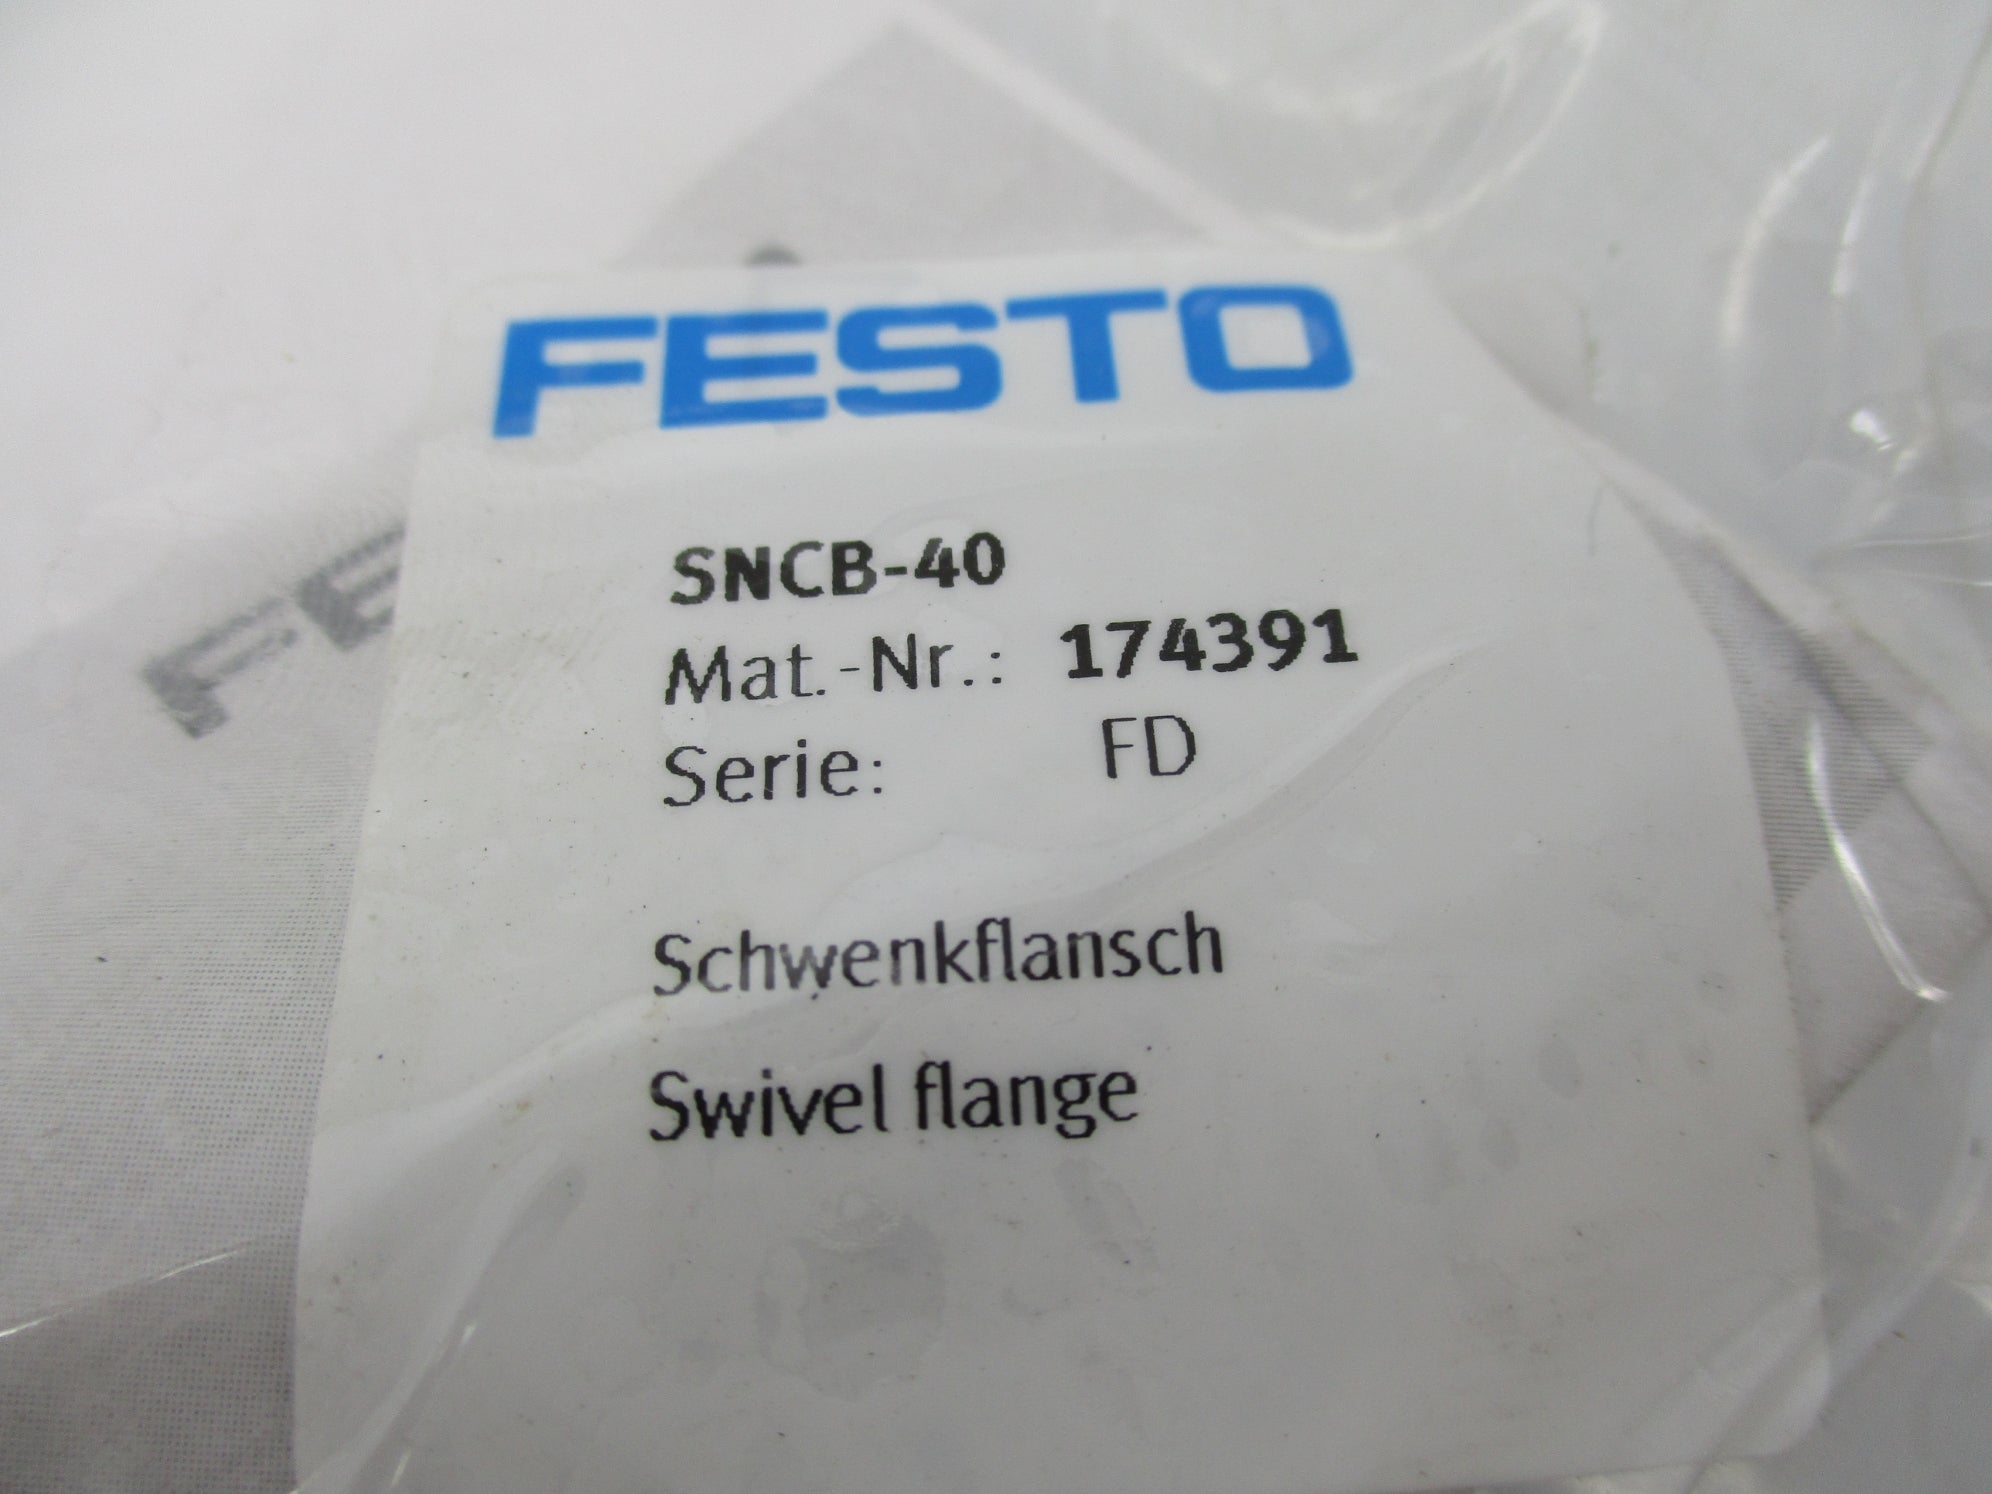 FESTO
SNCB-40
Mat.-Nr.: 174391
Serie: FD
Schwenkflansch
Swivel flange